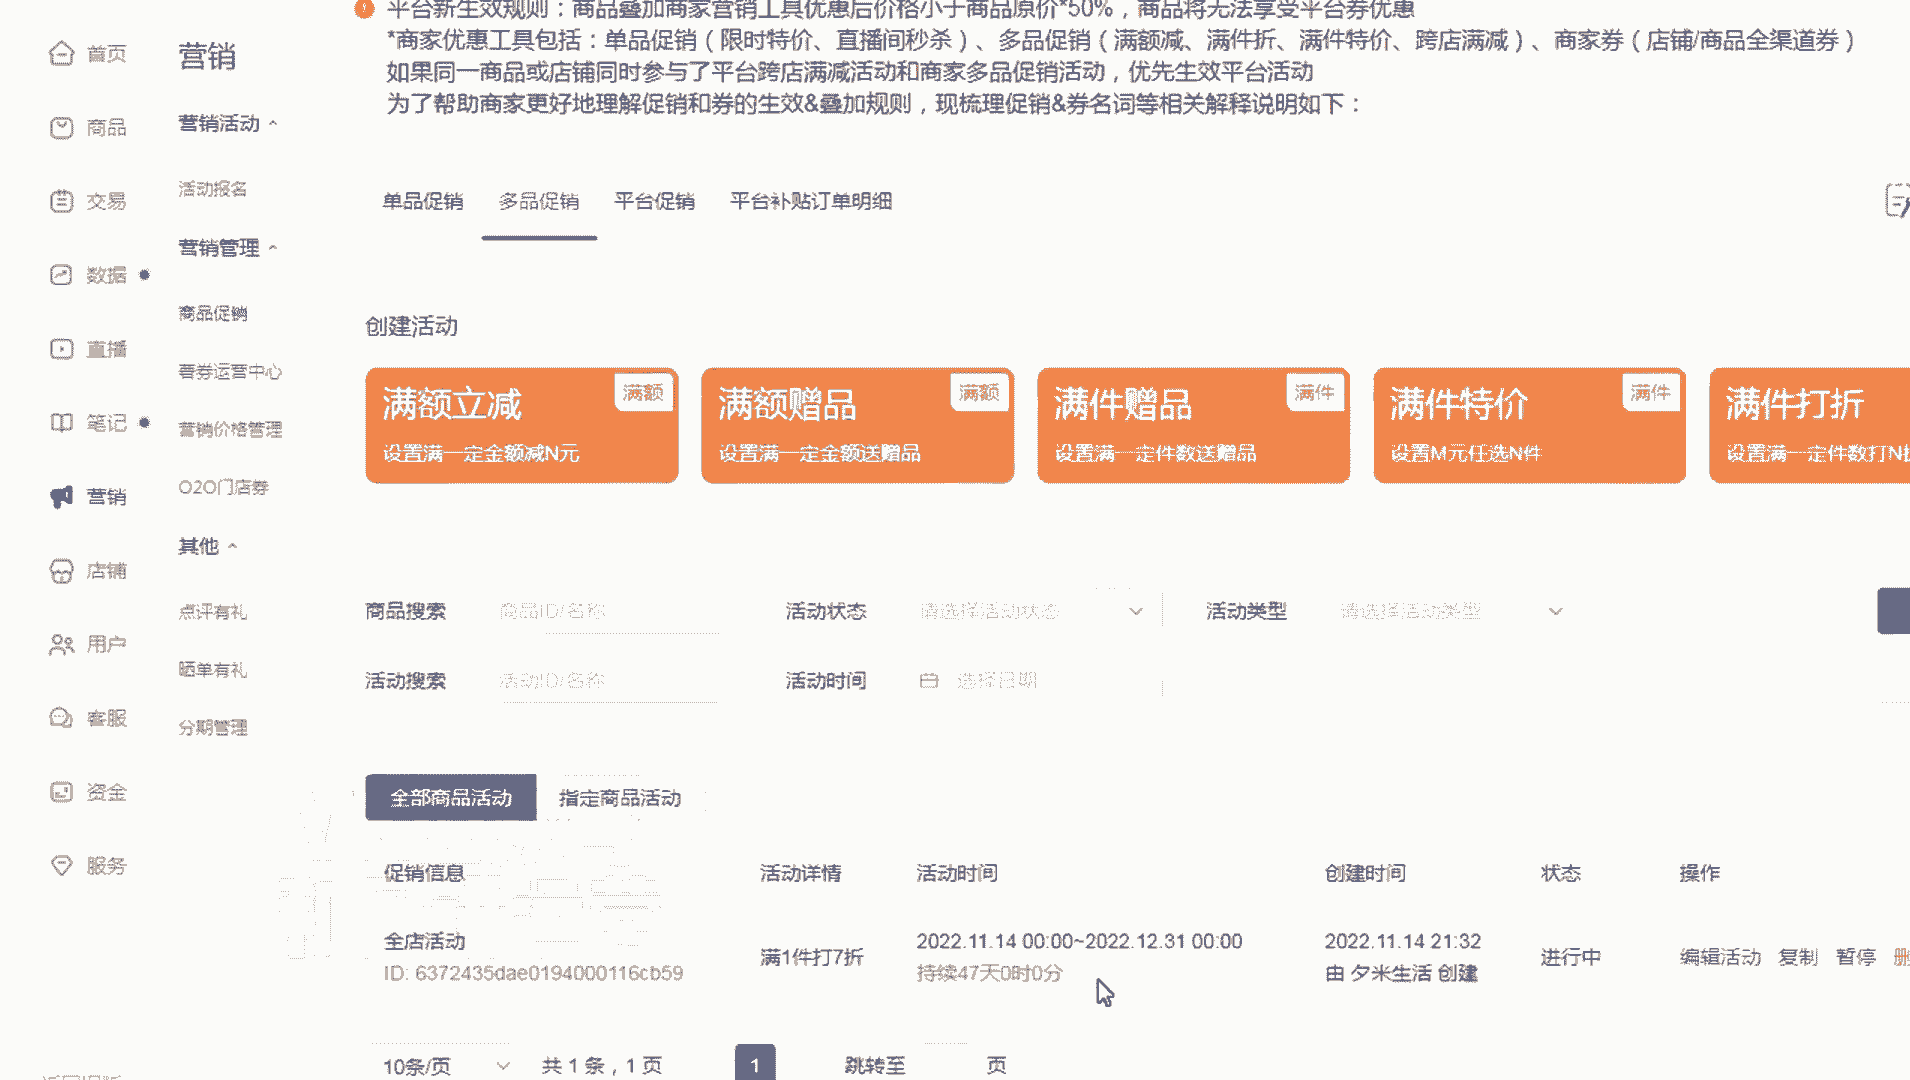 平台新生效规则：商品叠加商家营销工具优惠后价格小于商品原价*50%，商品将无法享受平台券优惠
*商家优惠工具包括：单品促销（限时特价、直播间秒杀）、多品促销（满额减、满件折、满件特价、跨店满减）、商家券（店铺/商品全渠道券）
如果同一商品或店铺同时参与了平台跨店满减活动和商家多品促销活动，优先生效平台活动
为了帮助商家更好地理解促销和券的生效&叠加规则，现梳理促销&券名词等相关解释说明如下：
首页
商品
交易
数据
直播
笔记
营销
店铺
用户
客服
资金
服务
营销
营销活动
活动报名
营销管理
商品促销
薯券运营中心
营销价格管理
O2O门店券
其他
点评有礼
晒单有礼
分期管理
单品促销 多品促销 平台促销 平台补贴订单明细
创建活动
满额立减 满额
设置满一定金额减N元
满额赠品 满额
设置满一定金额送赠品
满件赠品 满件
设置满一定件数送赠品
满件特价 满件
设置M元任选N件
满件打折
设置满一定件数打N
商品搜索 商品ID/名称 活动状态 请选择活动状态 活动类型 请选择活动类型
活动搜索 活动ID/名称 活动时间 选择日期
全部商品活动 指定商品活动
促销信息 活动详情 活动时间 创建时间 状态 操作
全店活动
ID: 6372435dae0194000116cb59
满1件打7折
2022.11.14 00:00~2022.12.31 00:00
持续47天0时0分
2022.11.14 21:32
由 夕米生活 创建
进行中
编辑活动 复制 暂停
10条/页 共 1 条，1 页 1 跳转至 页